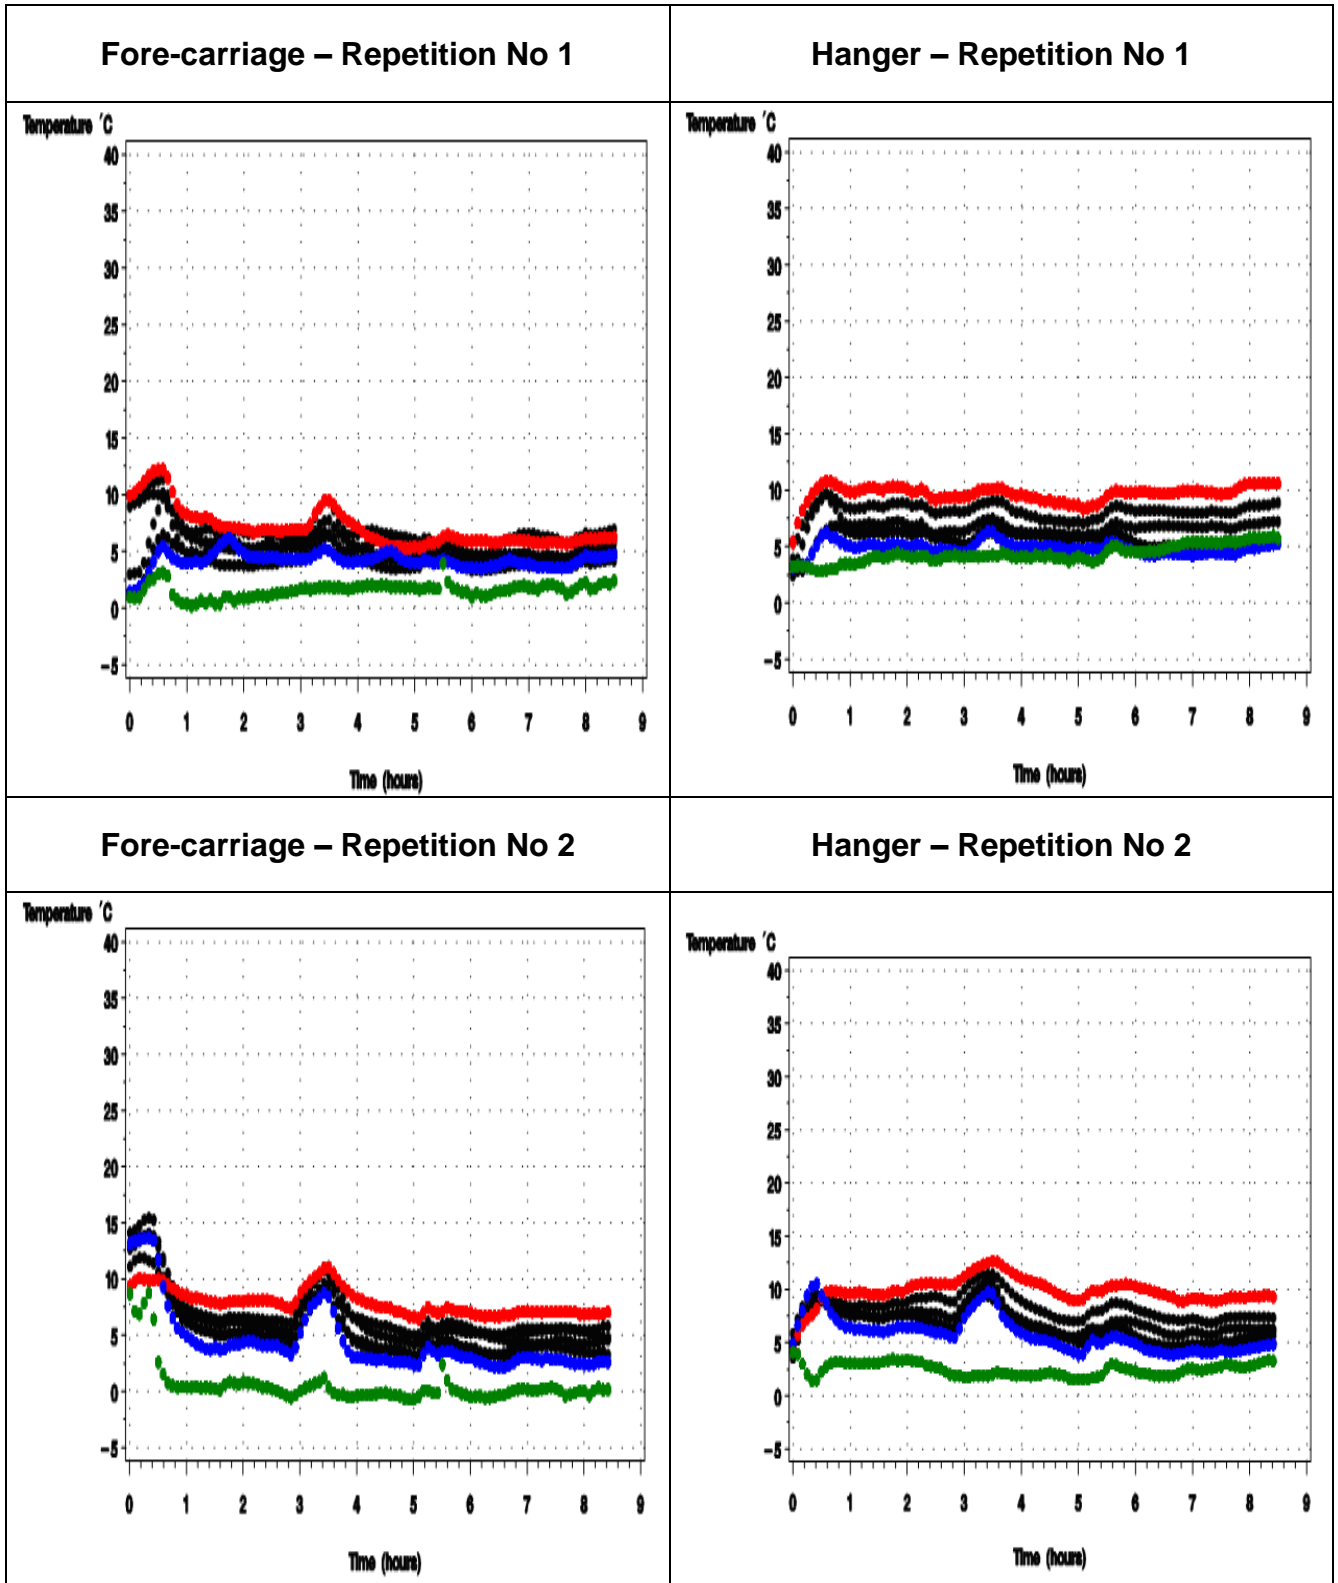 Fore-carriage – Repetition No 1
Hanger – Repetition No 1
Temperature ´C
40
35
30
25
20
15
10
5
0
−5
0 1 2 3 4 5 6 7 8 9
Time (hours)
Temperature ´C
40
35
30
25
20
15
10
5
0
−5
0 1 2 3 4 5 6 7 8 9
Time (hours)
Fore-carriage – Repetition No 2
Hanger – Repetition No 2
Temperature ´C
40
35
30
25
20
15
10
5
0
−5
0 1 2 3 4 5 6 7 8 9
Time (hours)
Temperature ´C
40
35
30
25
20
15
10
5
0
−5
0 1 2 3 4 5 6 7 8 9
Time (hours)